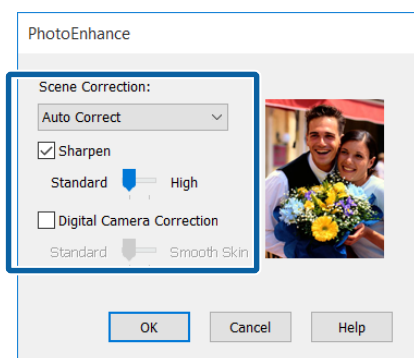 PhotoEnhance
Scene Correction:
Auto Correct
Sharpen
Standard High
Digital Camera Correction
Standard Smooth Skin
OK Cancel Help